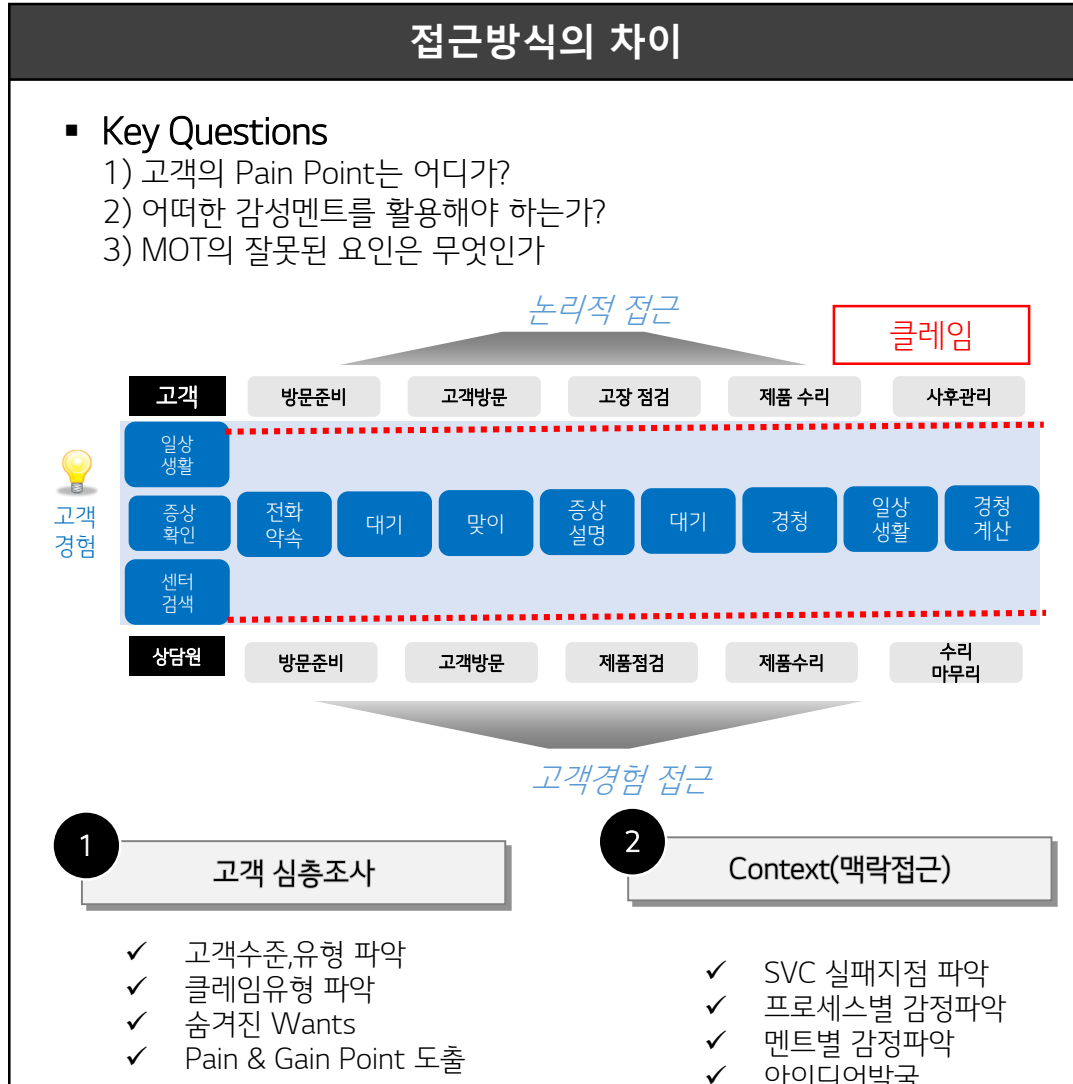 접근방식의 차이
▪ Key Questions
1) 고객의 Pain Point는 어디가?
2) 어떠한 감성멘트를 활용해야 하는가?
3) MOT의 잘못된 요인은 무엇인가
논리적 접근
클레임
고객 방문준비 고객방문 고장 점검 제품 수리 사후관리
일상
생활
고객
경험
증상
확인
전화
약속
대기
맞이
증상
설명
대기
경청
일상
생활
경청
계산
센터
검색
상담원 방문준비 고객방문 제품점검 제품수리 수리
마무리
고객경험 접근
1
고객 심층조사
✓ 고객수준,유형 파악
✓ 클레임유형 파악
✓ 숨겨진 Wants
✓ Pain & Gain Point 도출
2
Context(맥락접근)
✓ SVC 실패지점 파악
✓ 프로세스별 감정파악
✓ 멘트별 감정파악